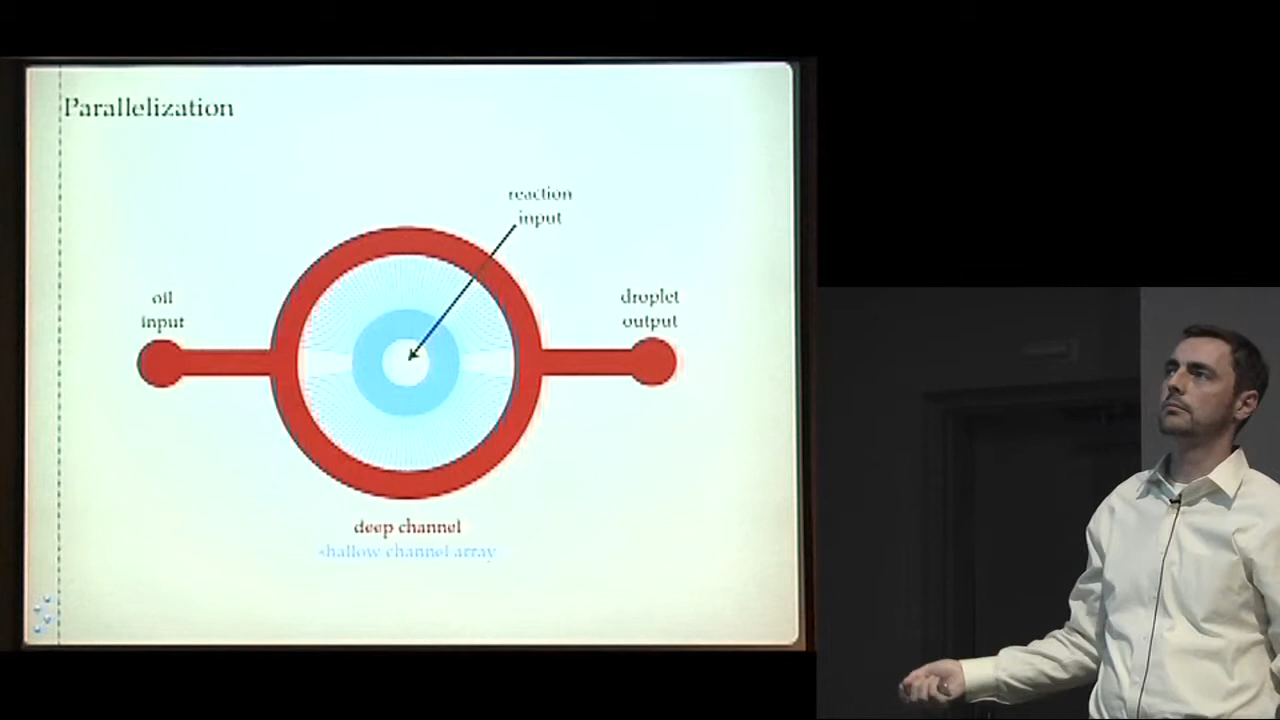 Parallelization
reaction
input
oil
input
droplet
output
deep channel
shallow channel array